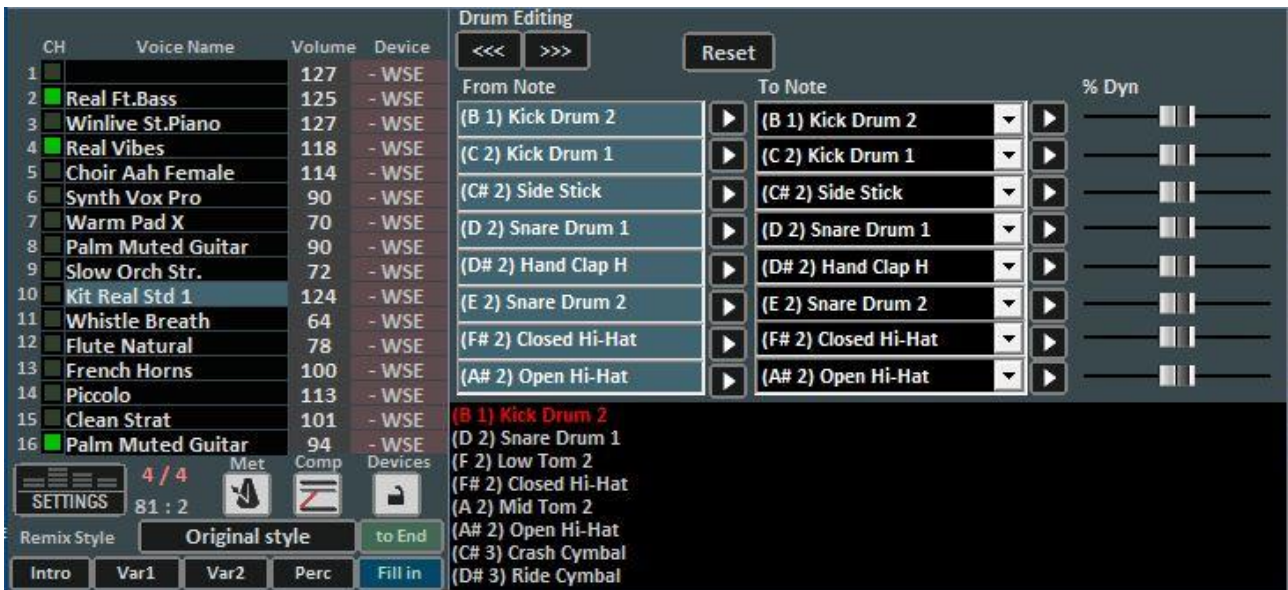 CH Voice Name Volume Device
1 127 - WSE
2 Real Ft.Bass 125 - WSE
3 Winlive St.Piano 127 - WSE
4 Real Vibes 118 - WSE
5 Choir Aah Female 114 - WSE
6 Synth Vox Pro 90 - WSE
7 Warm Pad X 70 - WSE
8 Palm Muted Guitar 90 - WSE
9 Slow Orch Str. 72 - WSE
10 Kit Real Std 1 124 - WSE
11 Whistle Breath 64 - WSE
12 Flute Natural 78 - WSE
13 French Horns 100 - WSE
14 Piccolo 113 - WSE
15 Clean Strat 101 - WSE
16 Palm Muted Guitar 94 - WSE
Met Comp Devices
SETTINGS 4 / 4
81 : 2
Remix Style Original style to End
Intro Var1 Var2 Perc Fill in
Drum Editing
<<< >>> Reset
From Note To Note % Dyn
(B 1) Kick Drum 2 (B 1) Kick Drum 2
(C 2) Kick Drum 1 (C 2) Kick Drum 1
(C# 2) Side Stick (C# 2) Side Stick
(D 2) Snare Drum 1 (D 2) Snare Drum 1
(D# 2) Hand Clap H (D# 2) Hand Clap H
(E 2) Snare Drum 2 (E 2) Snare Drum 2
(F# 2) Closed Hi-Hat (F# 2) Closed Hi-Hat
(A# 2) Open Hi-Hat (A# 2) Open Hi-Hat
(B 1) Kick Drum 2
(D 2) Snare Drum 1
(F 2) Low Tom 2
(F# 2) Closed Hi-Hat
(A 2) Mid Tom 2
(A# 2) Open Hi-Hat
(C# 3) Crash Cymbal
(D# 3) Ride Cymbal